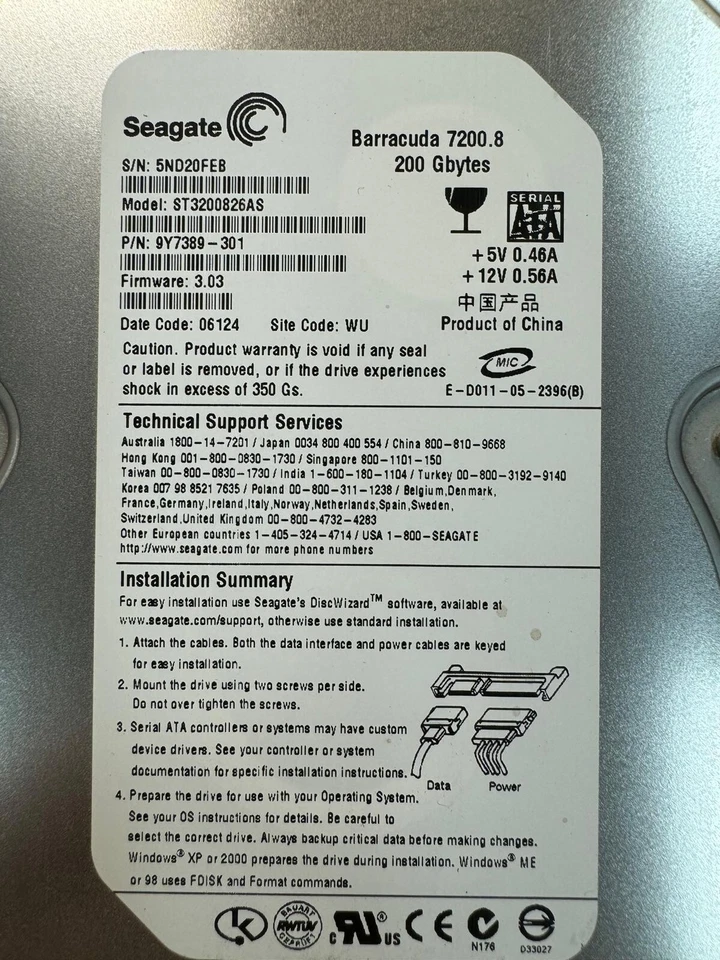 Seagate
Barracuda 7200.8
200 Gbytes
S/N: 5ND20FEB
Model: ST3200826AS
SERIAL
ATA
P/N: 9Y7389-301
+5V 0.46A
+12V 0.56A
Firmware: 3.03
中国产品
Date Code: 06124 Site Code: WU
Product of China
Caution. Product warranty is void if any seal
or label is removed, or if the drive experiences
shock in excess of 350 Gs.
MIC
E-D011-05-2396(B)
Technical Support Services
Australia 1800-14-7201 / Japan 0034 800 400 554 / China 800-810-9668
Hong Kong 001-800-0830-1730 / Singapore 800-1101-150
Taiwan 00-800-0830-1730 / India 1-600-180-1104 / Turkey 00-800-3192-9140
Korea 007 98 8521 7635 / Poland 00-800-311-1238 / Belgium,Denmark,
France,Germany,Ireland,Italy,Norway,Netherlands,Spain,Sweden,
Switzerland,United Kingdom 00-800-4732-4283
Other European countries 1-405-324-4714 / USA 1-800-SEAGATE
http://www.seagate.com for more phone numbers
Installation Summary
For easy installation use Seagate's DiscWizard™ software, available at
www.seagate.com/support, otherwise use standard installation.
1. Attach the cables. Both the data interface and power cables are keyed
for easy installation.
2. Mount the drive using two screws per side.
Do not over tighten the screws.
3. Serial ATA controllers or systems may have custom
device drivers. See your controller or system
documentation for specific installation instructions.
Data Power
4. Prepare the drive for use with your Operating System.
See your OS instructions for details. Be careful to
select the correct drive. Always backup critical data before making changes.
Windows® XP or 2000 prepares the drive during installation. Windows® ME
or 98 uses FDISK and Format commands.
BAUART
RWTÜV
GEPRÜFT
c RU® US
CE
N176
D33027